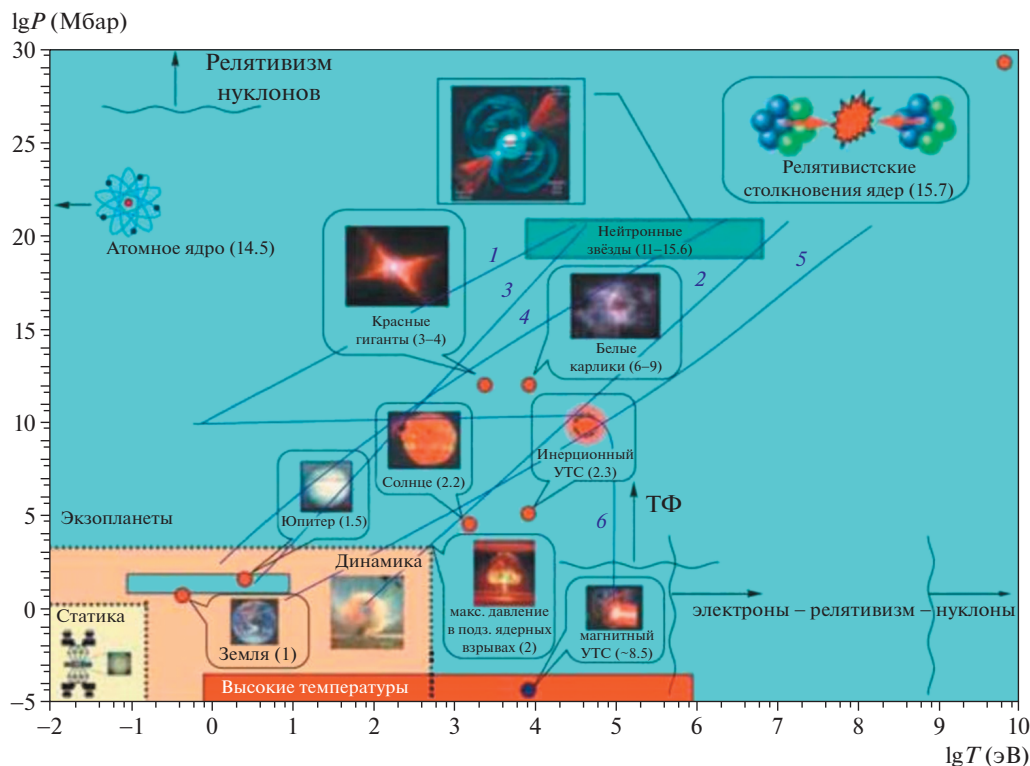 lgP (Мбар)
30
25
20
15
10
5
0
−5
Релятивизм
нуклонов
Атомное ядро (14.5)
Релятивистские
столкновения ядер (15.7)
Нейтронные
звёзды (11–15.6)
1
2
3
4
5
6
Красные
гиганты (3–4)
Белые
карлики (6–9)
Солнце (2.2)
Инерционный
УТС (2.3)
Юпитер (1.5)
ТФ
Экзопланеты
Динамика
Статика
Земля (1)
макс. давление
в подз. ядерных
взрывах (2)
магнитный
УТС (~8.5)
электроны – релятивизм – нуклоны
Высокие температуры
−2 −1 0 1 2 3 4 5 6 7 8 9 10
lgT (эВ)